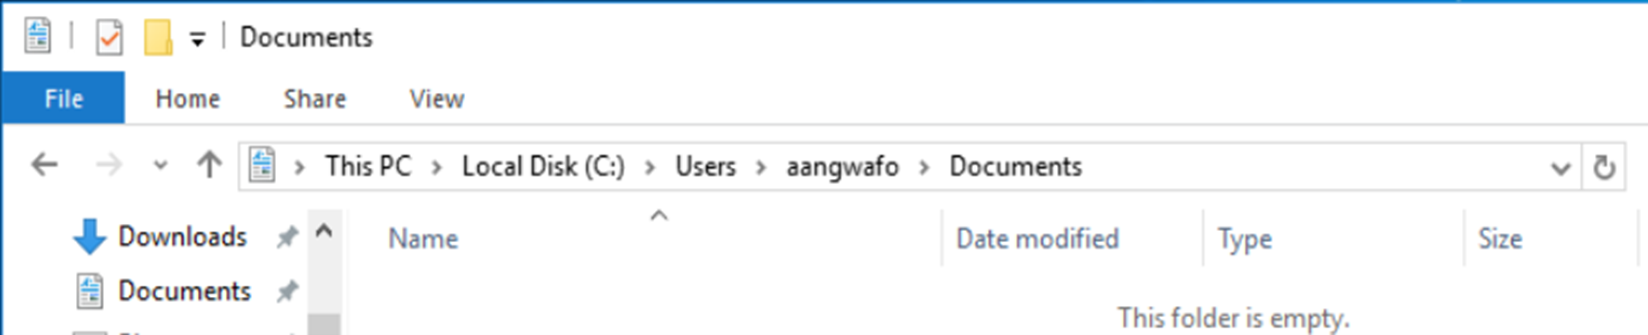 Documents
File Home Share View
This PC Local Disk (C:) Users aangwafo Documents
Downloads Name Date modified Type Size
Documents
This folder is empty.